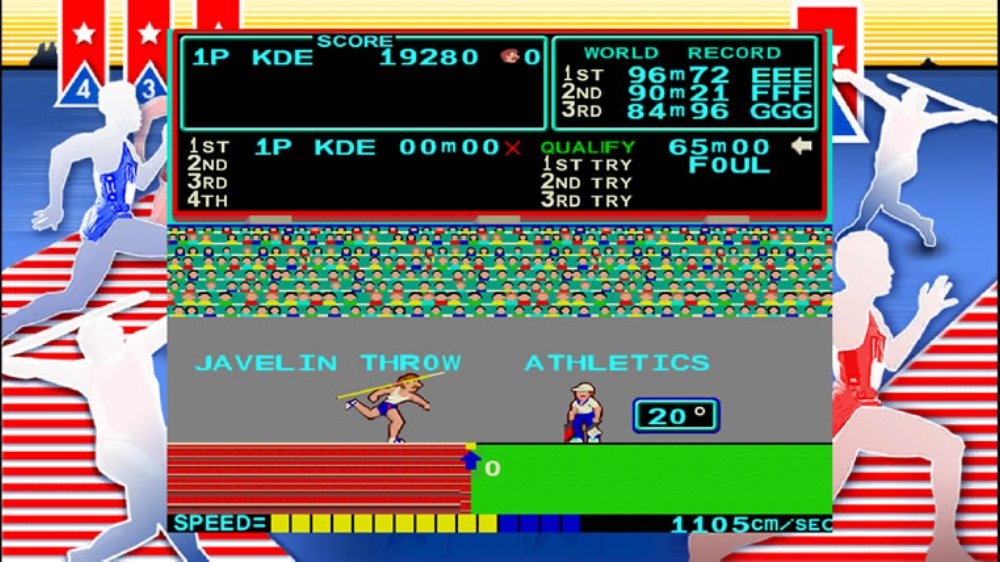 4 3
SCORE
1P KDE 19280 0
WORLD RECORD
1ST 96m72 EEE
2ND 90m21 FFF
3RD 84m96 GGG
1ST 1P KDE 00m00× QUALIFY 65m00
2ND 1ST TRY FOUL
3RD 2ND TRY
4TH 3RD TRY
JAVELIN THROW ATHLETICS
20°
0
SPEED= 1105cm/SEC